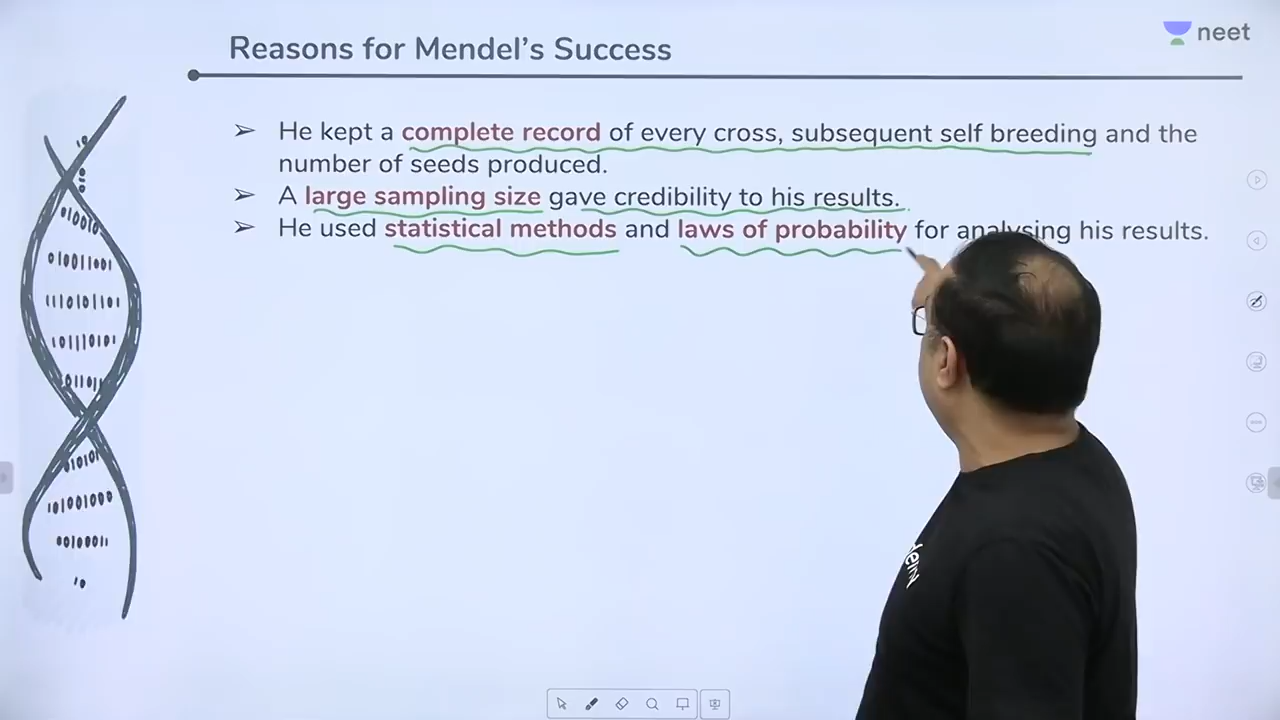 Reasons for Mendel's Success
neet
➢ He kept a complete record of every cross, subsequent self breeding and the
number of seeds produced.
➢ A large sampling size gave credibility to his results.
➢ He used statistical methods and laws of probability for analysing his results.